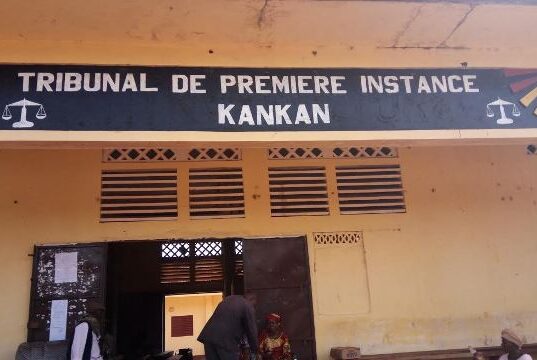 TRIBUNAL DE PREMIERE INSTANCE
KANKAN